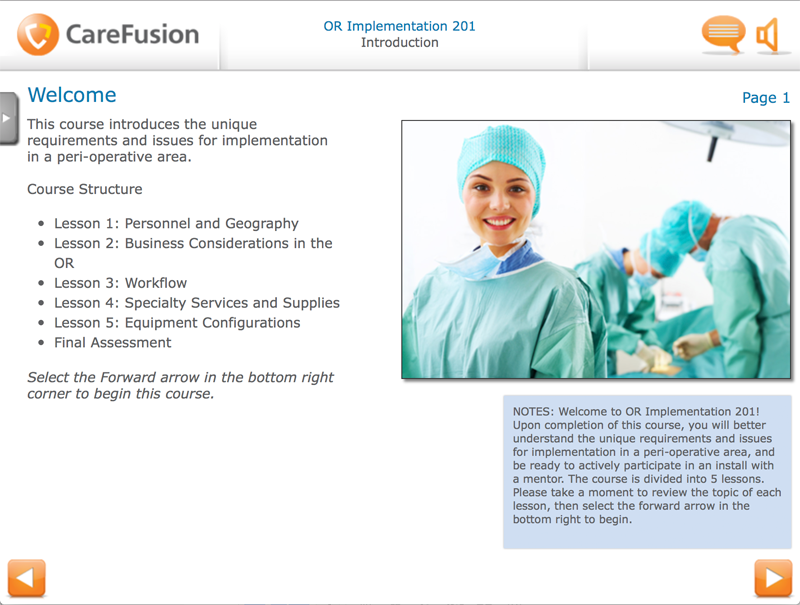 CareFusion
OR Implementation 201
Introduction
Welcome
Page 1
This course introduces the unique
requirements and issues for implementation
in a peri-operative area.
Course Structure
• Lesson 1: Personnel and Geography
• Lesson 2: Business Considerations in the
OR
• Lesson 3: Workflow
• Lesson 4: Specialty Services and Supplies
• Lesson 5: Equipment Configurations
• Final Assessment
Select the Forward arrow in the bottom right
corner to begin this course.
NOTES: Welcome to OR Implementation 201!
Upon completion of this course, you will better
understand the unique requirements and issues
for implementation in a peri-operative area, and
be ready to actively participate in an install with
a mentor. The course is divided into 5 lessons.
Please take a moment to review the topic of each
lesson, then select the forward arrow in the
bottom right to begin.